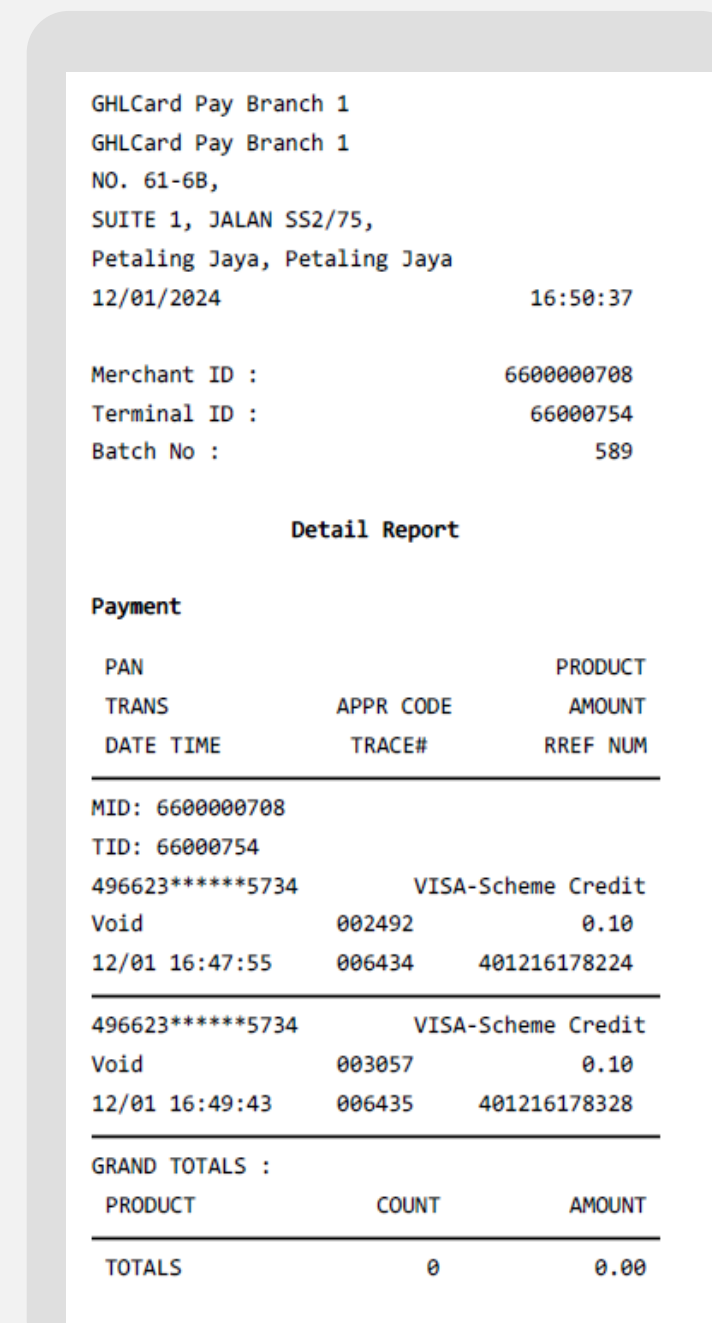 GHLCard Pay Branch 1
GHLCard Pay Branch 1
NO. 61-6B,
SUITE 1, JALAN SS2/75,
Petaling Jaya, Petaling Jaya
12/01/2024 16:50:37
Merchant ID : 6600000708
Terminal ID : 66000754
Batch No : 589
Detail Report
Payment
PAN PRODUCT
TRANS APPR CODE AMOUNT
DATE TIME TRACE# RREF NUM
MID: 6600000708
TID: 66000754
496623******5734 VISA-Scheme Credit
Void 002492 0.10
12/01 16:47:55 006434 401216178224
496623******5734 VISA-Scheme Credit
Void 003057 0.10
12/01 16:49:43 006435 401216178328
GRAND TOTALS :
PRODUCT COUNT AMOUNT
TOTALS 0 0.00